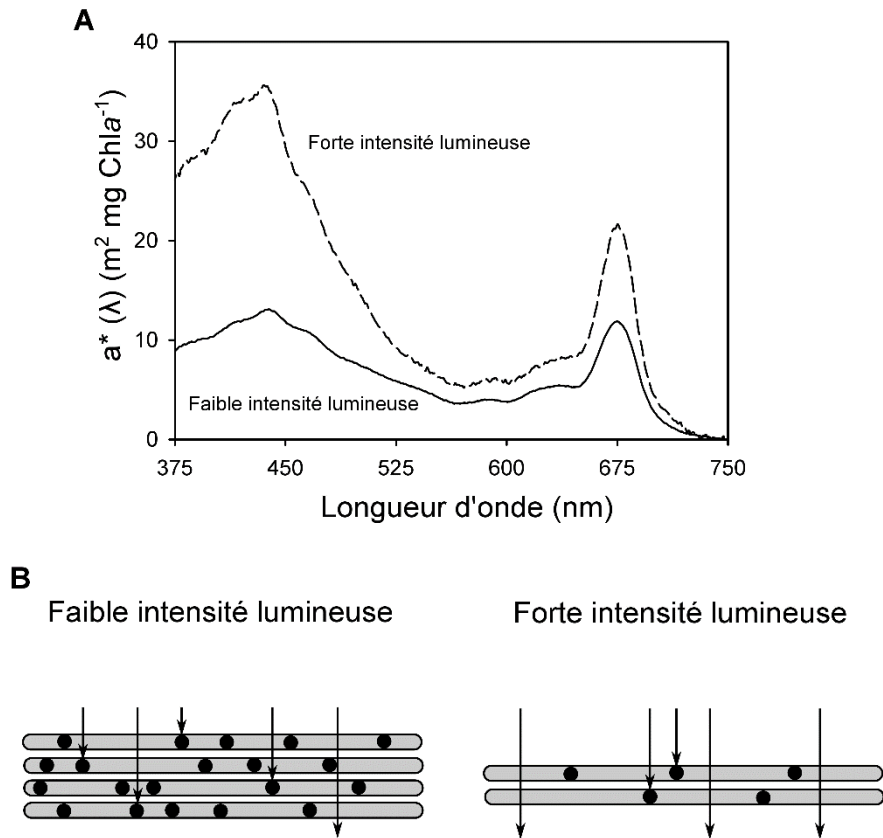 A
40
30
20
10
0
a* (λ) (m² mg Chla⁻¹)
Forte intensité lumineuse
Faible intensité lumineuse
375 450 525 600 675 750
Longueur d'onde (nm)
B
Faible intensité lumineuse Forte intensité lumineuse